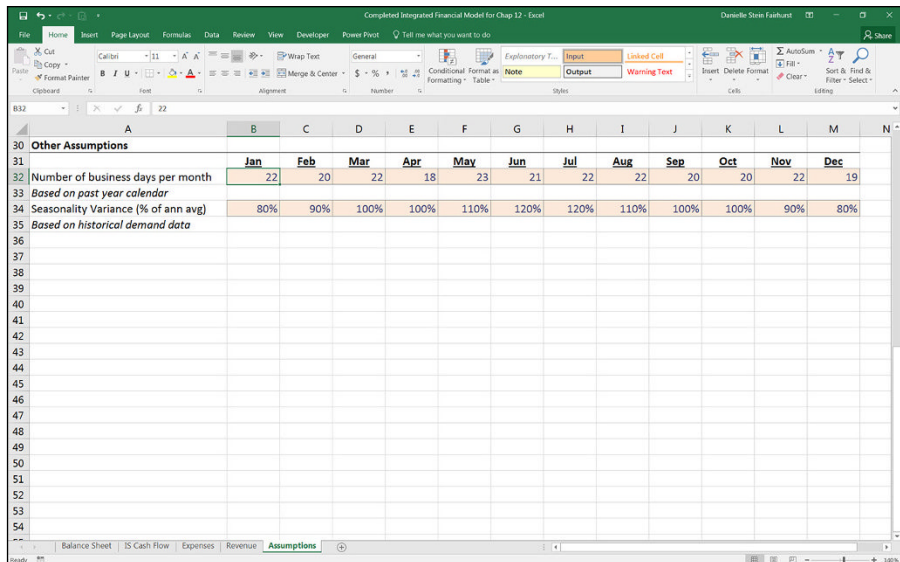 Completed Integrated Financial Model for Chap 12 - Excel
Danielle Stein Fairhurst
File Home Insert Page Layout Formulas Data Review View Developer Power Pivot Tell me what you want to do
Share
Cut
Copy
Format Painter
Paste
Clipboard
Calibri 11
B I U
Font
Wrap Text
Merge & Center
Alignment
General
$ % ,
Number
Conditional Formatting
Format as Table
Explanatory T... Input Linked Cell
Note Output Warning Text
Styles
Insert Delete Format
Cells
AutoSum
Fill
Clear
Sort & Filter
Find & Select
Editing
B32 fx 22
A B C D E F G H I J K L M N
30 Other Assumptions
31 Jan Feb Mar Apr May Jun Jul Aug Sep Oct Nov Dec
32 Number of business days per month 22 20 22 18 23 21 22 22 20 20 22 19
33 Based on past year calendar
34 Seasonality Variance (% of ann avg) 80% 90% 100% 100% 110% 120% 120% 110% 100% 100% 90% 80%
35 Based on historical demand data
36
37
38
39
40
41
42
43
44
45
46
47
48
49
50
51
52
53
54
Balance Sheet IS Cash Flow Expenses Revenue Assumptions
Ready